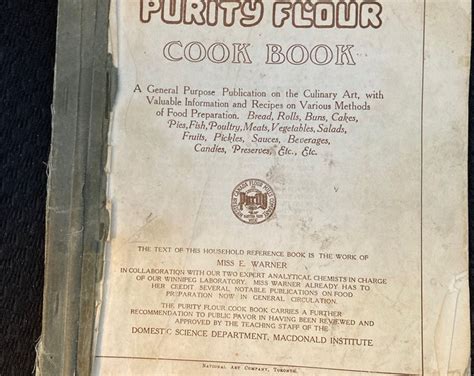 PURITY FLOUR
COOK BOOK
A General Purpose Publication on the Culinary Art, with
Valuable Information and Recipes on Various Methods
of Food Preparation. Bread, Rolls, Buns, Cakes,
Pies, Fish, Poultry, Meats, Vegetables, Salads,
Fruits, Pickles, Sauces, Beverages,
Candies, Preserves, Etc., Etc.
WESTERN CANADA FLOUR MILLS COMPANY
Purity
THE TEXT OF THIS HOUSEHOLD REFERENCE BOOK IS THE WORK OF
MISS E. WARNER
IN COLLABORATION WITH OUR TWO EXPERT ANALYTICAL CHEMISTS IN CHARGE
OF OUR WINNIPEG LABORATORY. MISS WARNER ALREADY HAS TO
HER CREDIT SEVERAL NOTABLE PUBLICATIONS ON FOOD
PREPARATION NOW IN GENERAL CIRCULATION.
THE PURITY FLOUR COOK BOOK CARRIES A FURTHER
RECOMMENDATION TO PUBLIC FAVOR IN HAVING BEEN REVIEWED AND
APPROVED BY THE TEACHING STAFF OF THE
DOMESTIC SCIENCE DEPARTMENT, MACDONALD INSTITUTE
NATIONAL ART COMPANY, TORONTO.